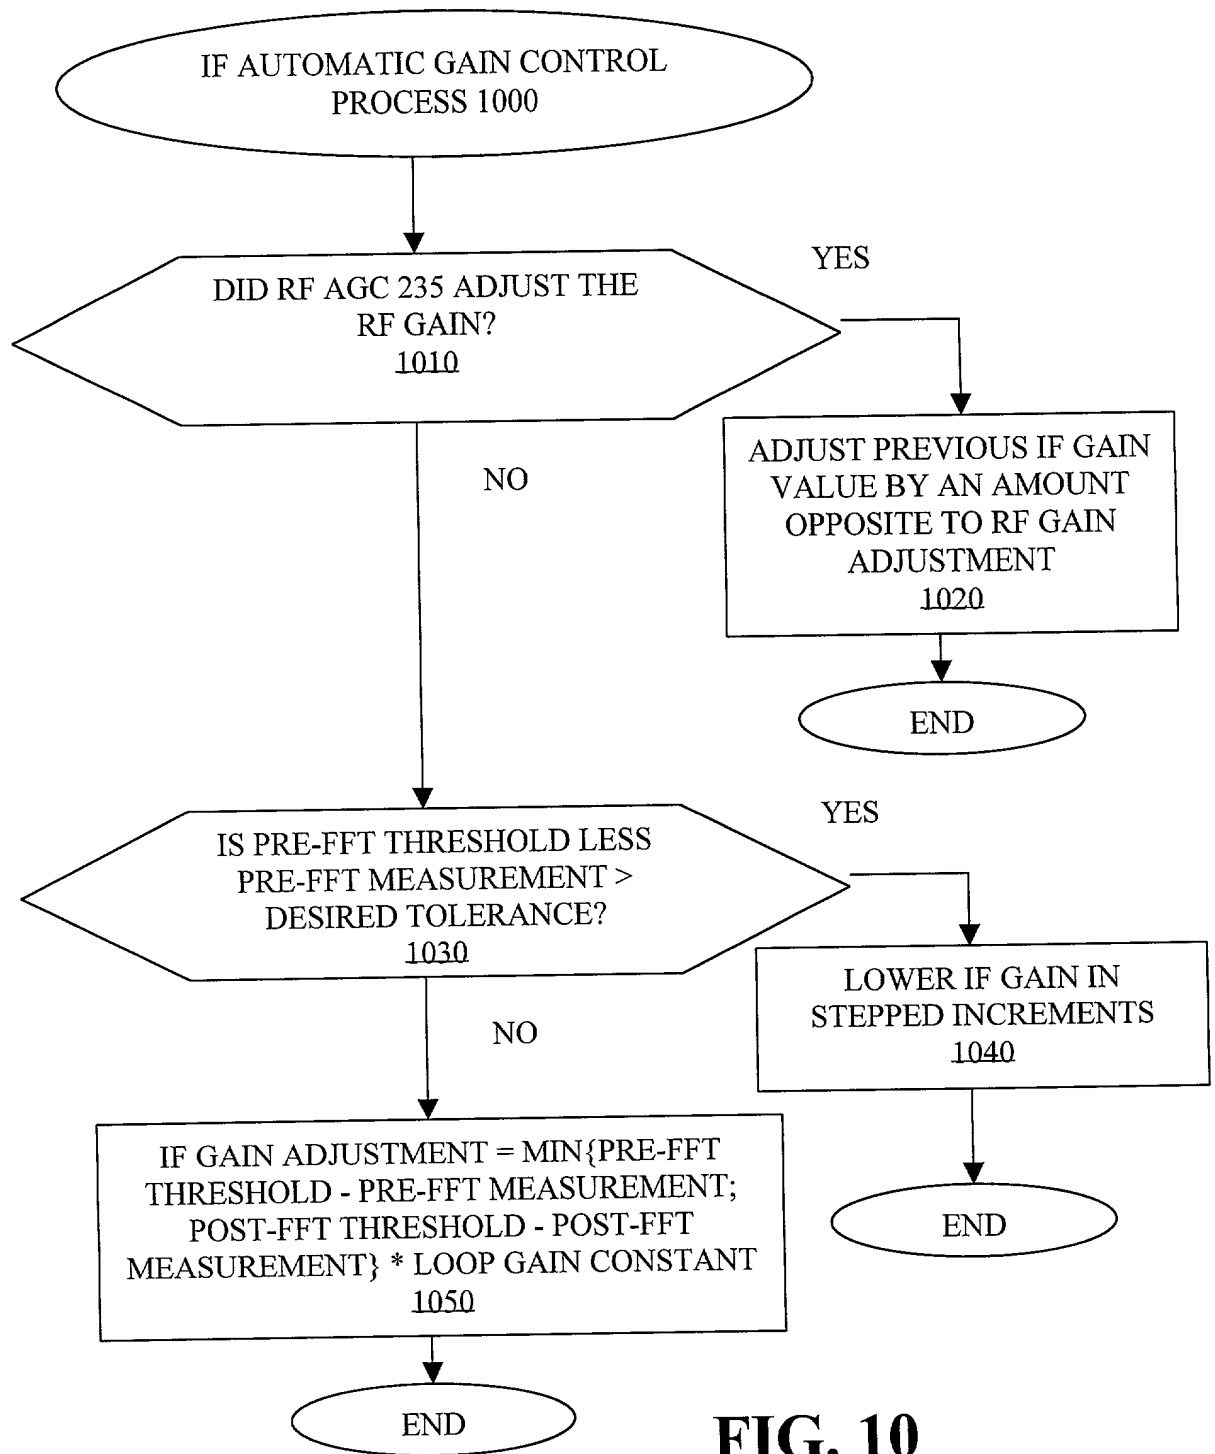 IF AUTOMATIC GAIN CONTROL
PROCESS 1000
DID RF AGC 235 ADJUST THE
RF GAIN?
1010
YES
NO
ADJUST PREVIOUS IF GAIN
VALUE BY AN AMOUNT
OPPOSITE TO RF GAIN
ADJUSTMENT
1020
END
IS PRE-FFT THRESHOLD LESS
PRE-FFT MEASUREMENT >
DESIRED TOLERANCE?
1030
YES
NO
LOWER IF GAIN IN
STEPPED INCREMENTS
1040
END
IF GAIN ADJUSTMENT = MIN{PRE-FFT
THRESHOLD - PRE-FFT MEASUREMENT;
POST-FFT THRESHOLD - POST-FFT
MEASUREMENT} * LOOP GAIN CONSTANT
1050
END
FIG. 10